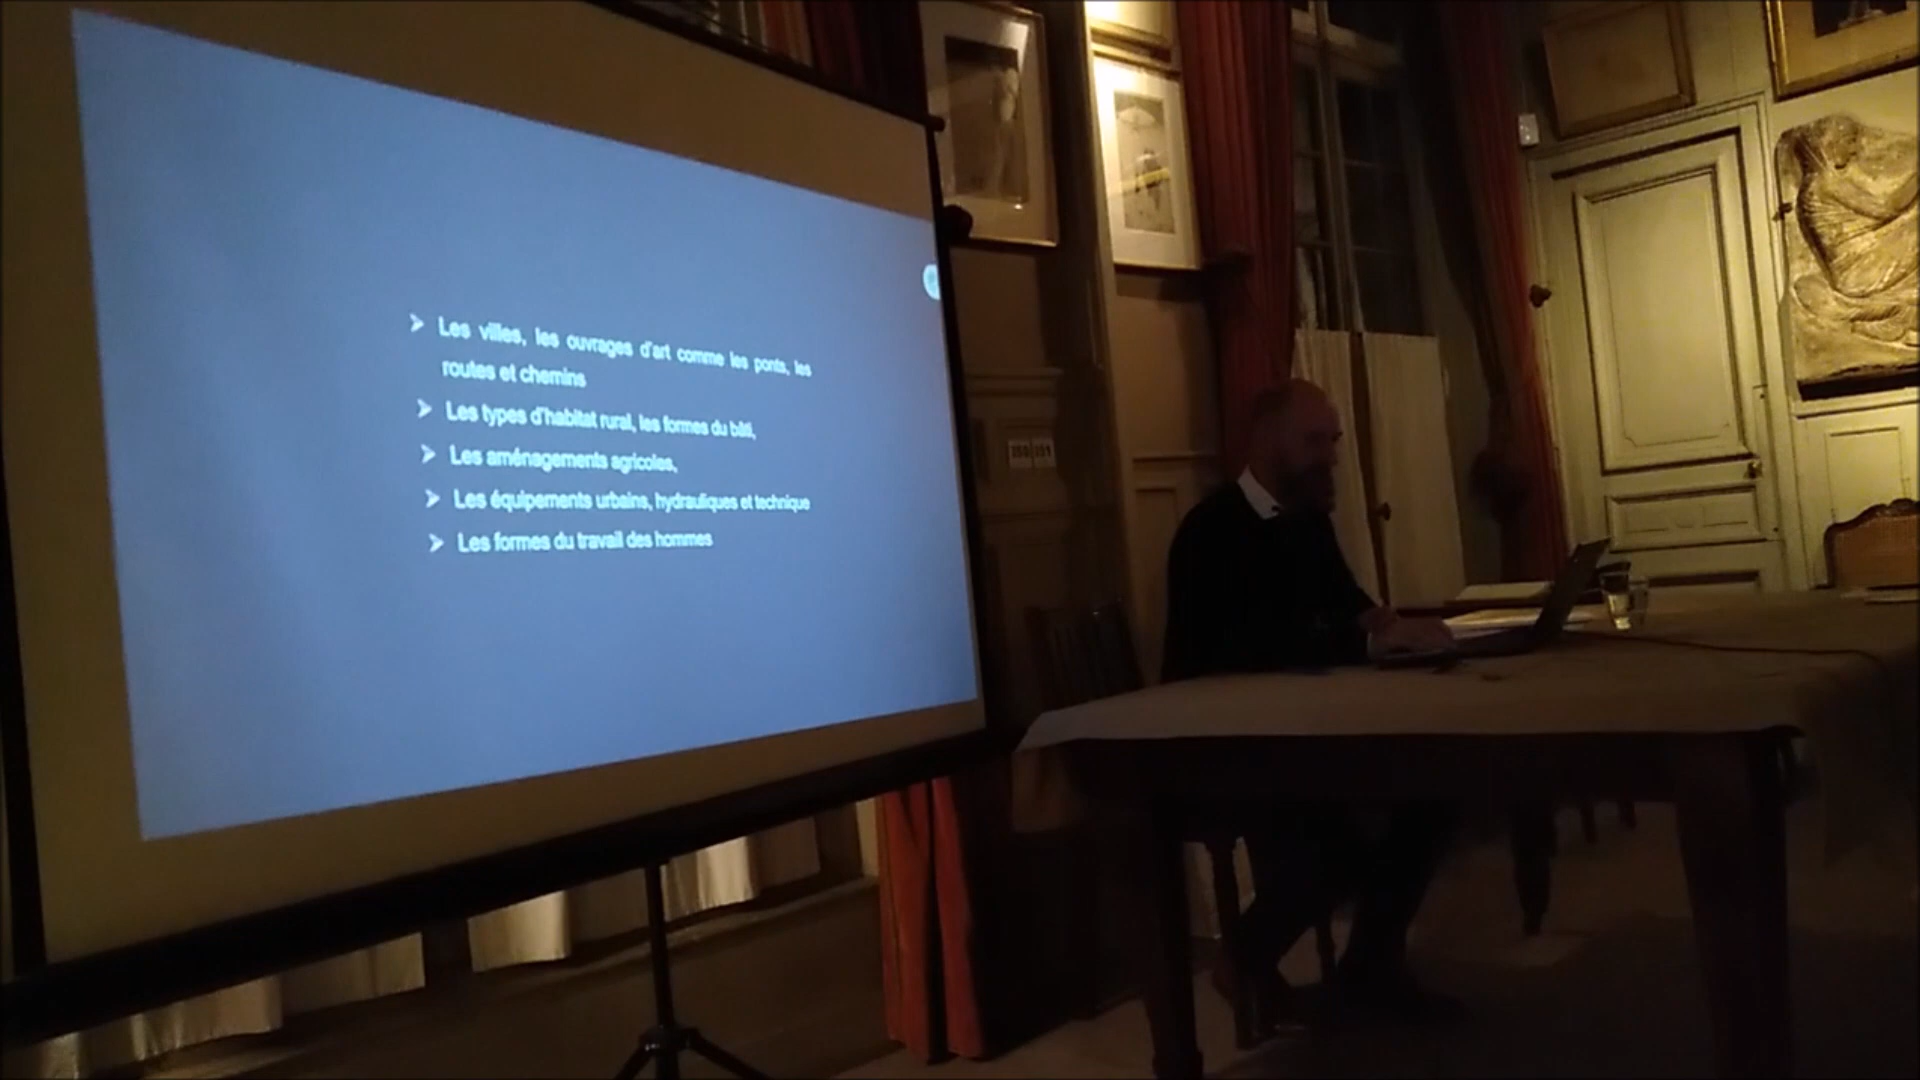 ➤ Les villes, les ouvrages d'art comme les ponts, les
routes et chemins
➤ Les types d'habitat rural, les formes du bâti,
➤ Les aménagements agricoles,
➤ Les équipements urbains, hydrauliques et technique
➤ Les formes du travail des hommes